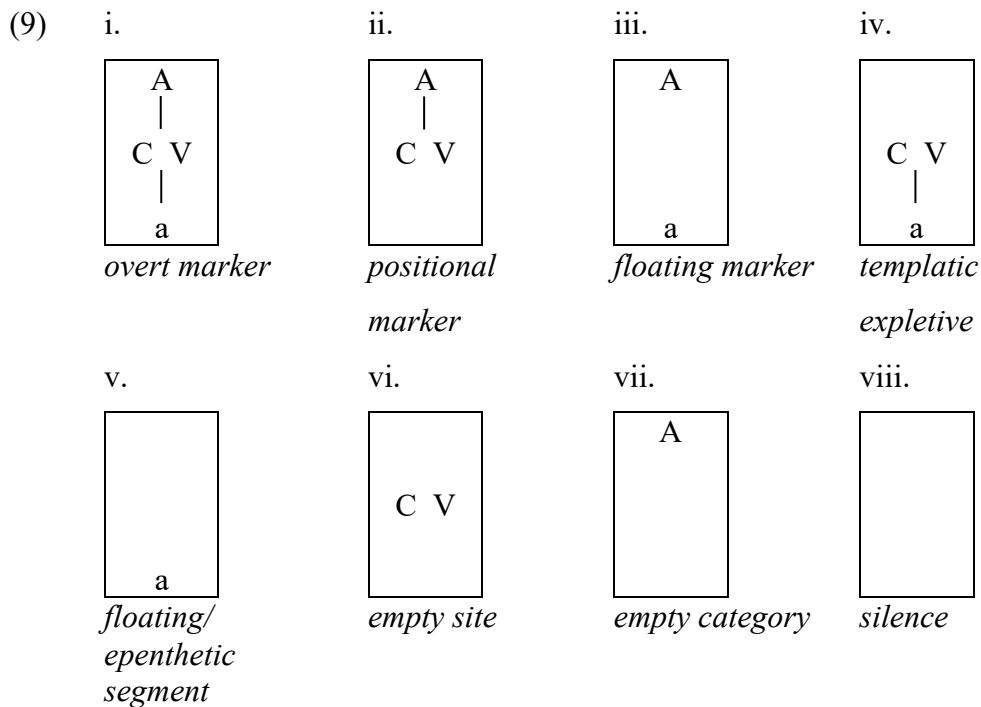 (9) i. ii. iii. iv.
A A A
C V C V C V
a a a
overt marker positional floating marker templatic
marker expletive
v. vi. vii. viii.
A
C V
a
floating/ empty site empty category silence
epenthetic
segment